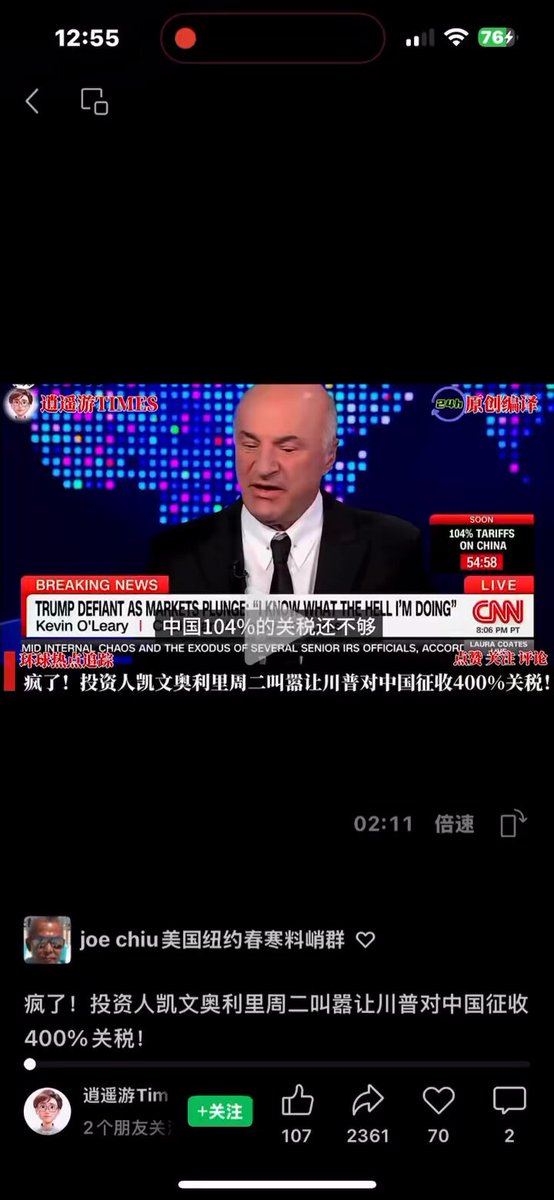 12:55
76
逍遥游TIMES
24h 原创编译
SOON
104% TARIFFS
ON CHINA
54:58
BREAKING NEWS
LIVE
TRUMP DEFIANT AS MARKETS PLUNGE: “I KNOW WHAT THE HELL I’M DOING”
Kevin O'Leary
中国104%的关税还不够
CNN
8:06 PM PT
MID INTERNAL CHAOS AND THE EXODUS OF SEVERAL SENIOR IRS OFFICIALS, ACCORD
LAURA COATES
环球热点追踪
点赞 关注 评论
疯了！投资人凯文奥利里周二叫嚣让川普对中国征收400%关税！
02:11 倍速
joe chiu美国纽约春寒料峭群
疯了！投资人凯文奥利里周二叫嚣让川普对中国征收
400%关税！
逍遥游Tim
2个朋友关
+关注
107
2361
70
2